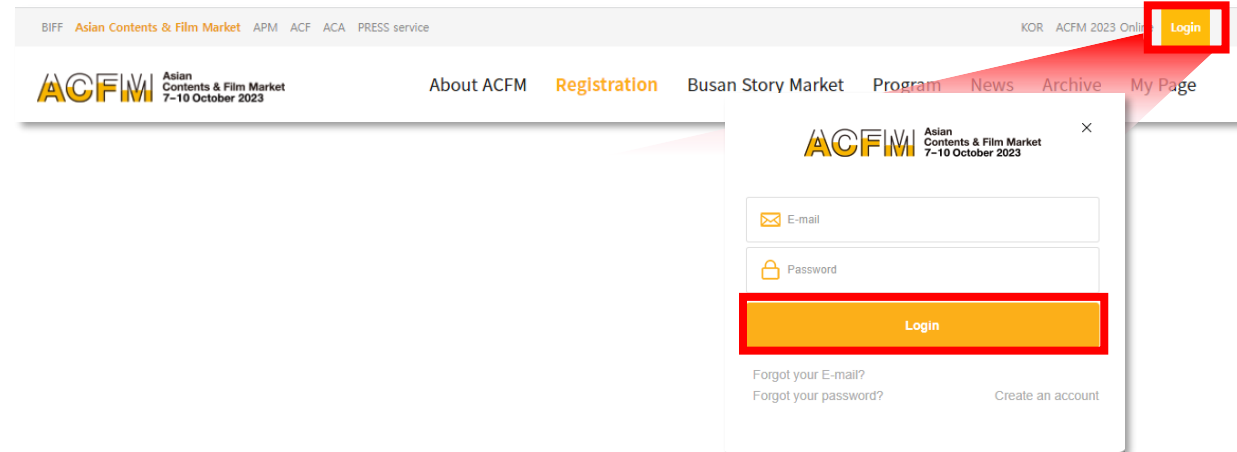 BIFF Asian Contents & Film Market APM ACF ACA PRESS service KOR ACFM 2023 Online Login
ACFM Asian
Contents & Film Market
7–10 October 2023
About ACFM Registration Busan Story Market Program News Archive My Page
ACFM Asian
Contents & Film Market
7–10 October 2023
E-mail
Password
Login
Forgot your E-mail?
Forgot your password? Create an account